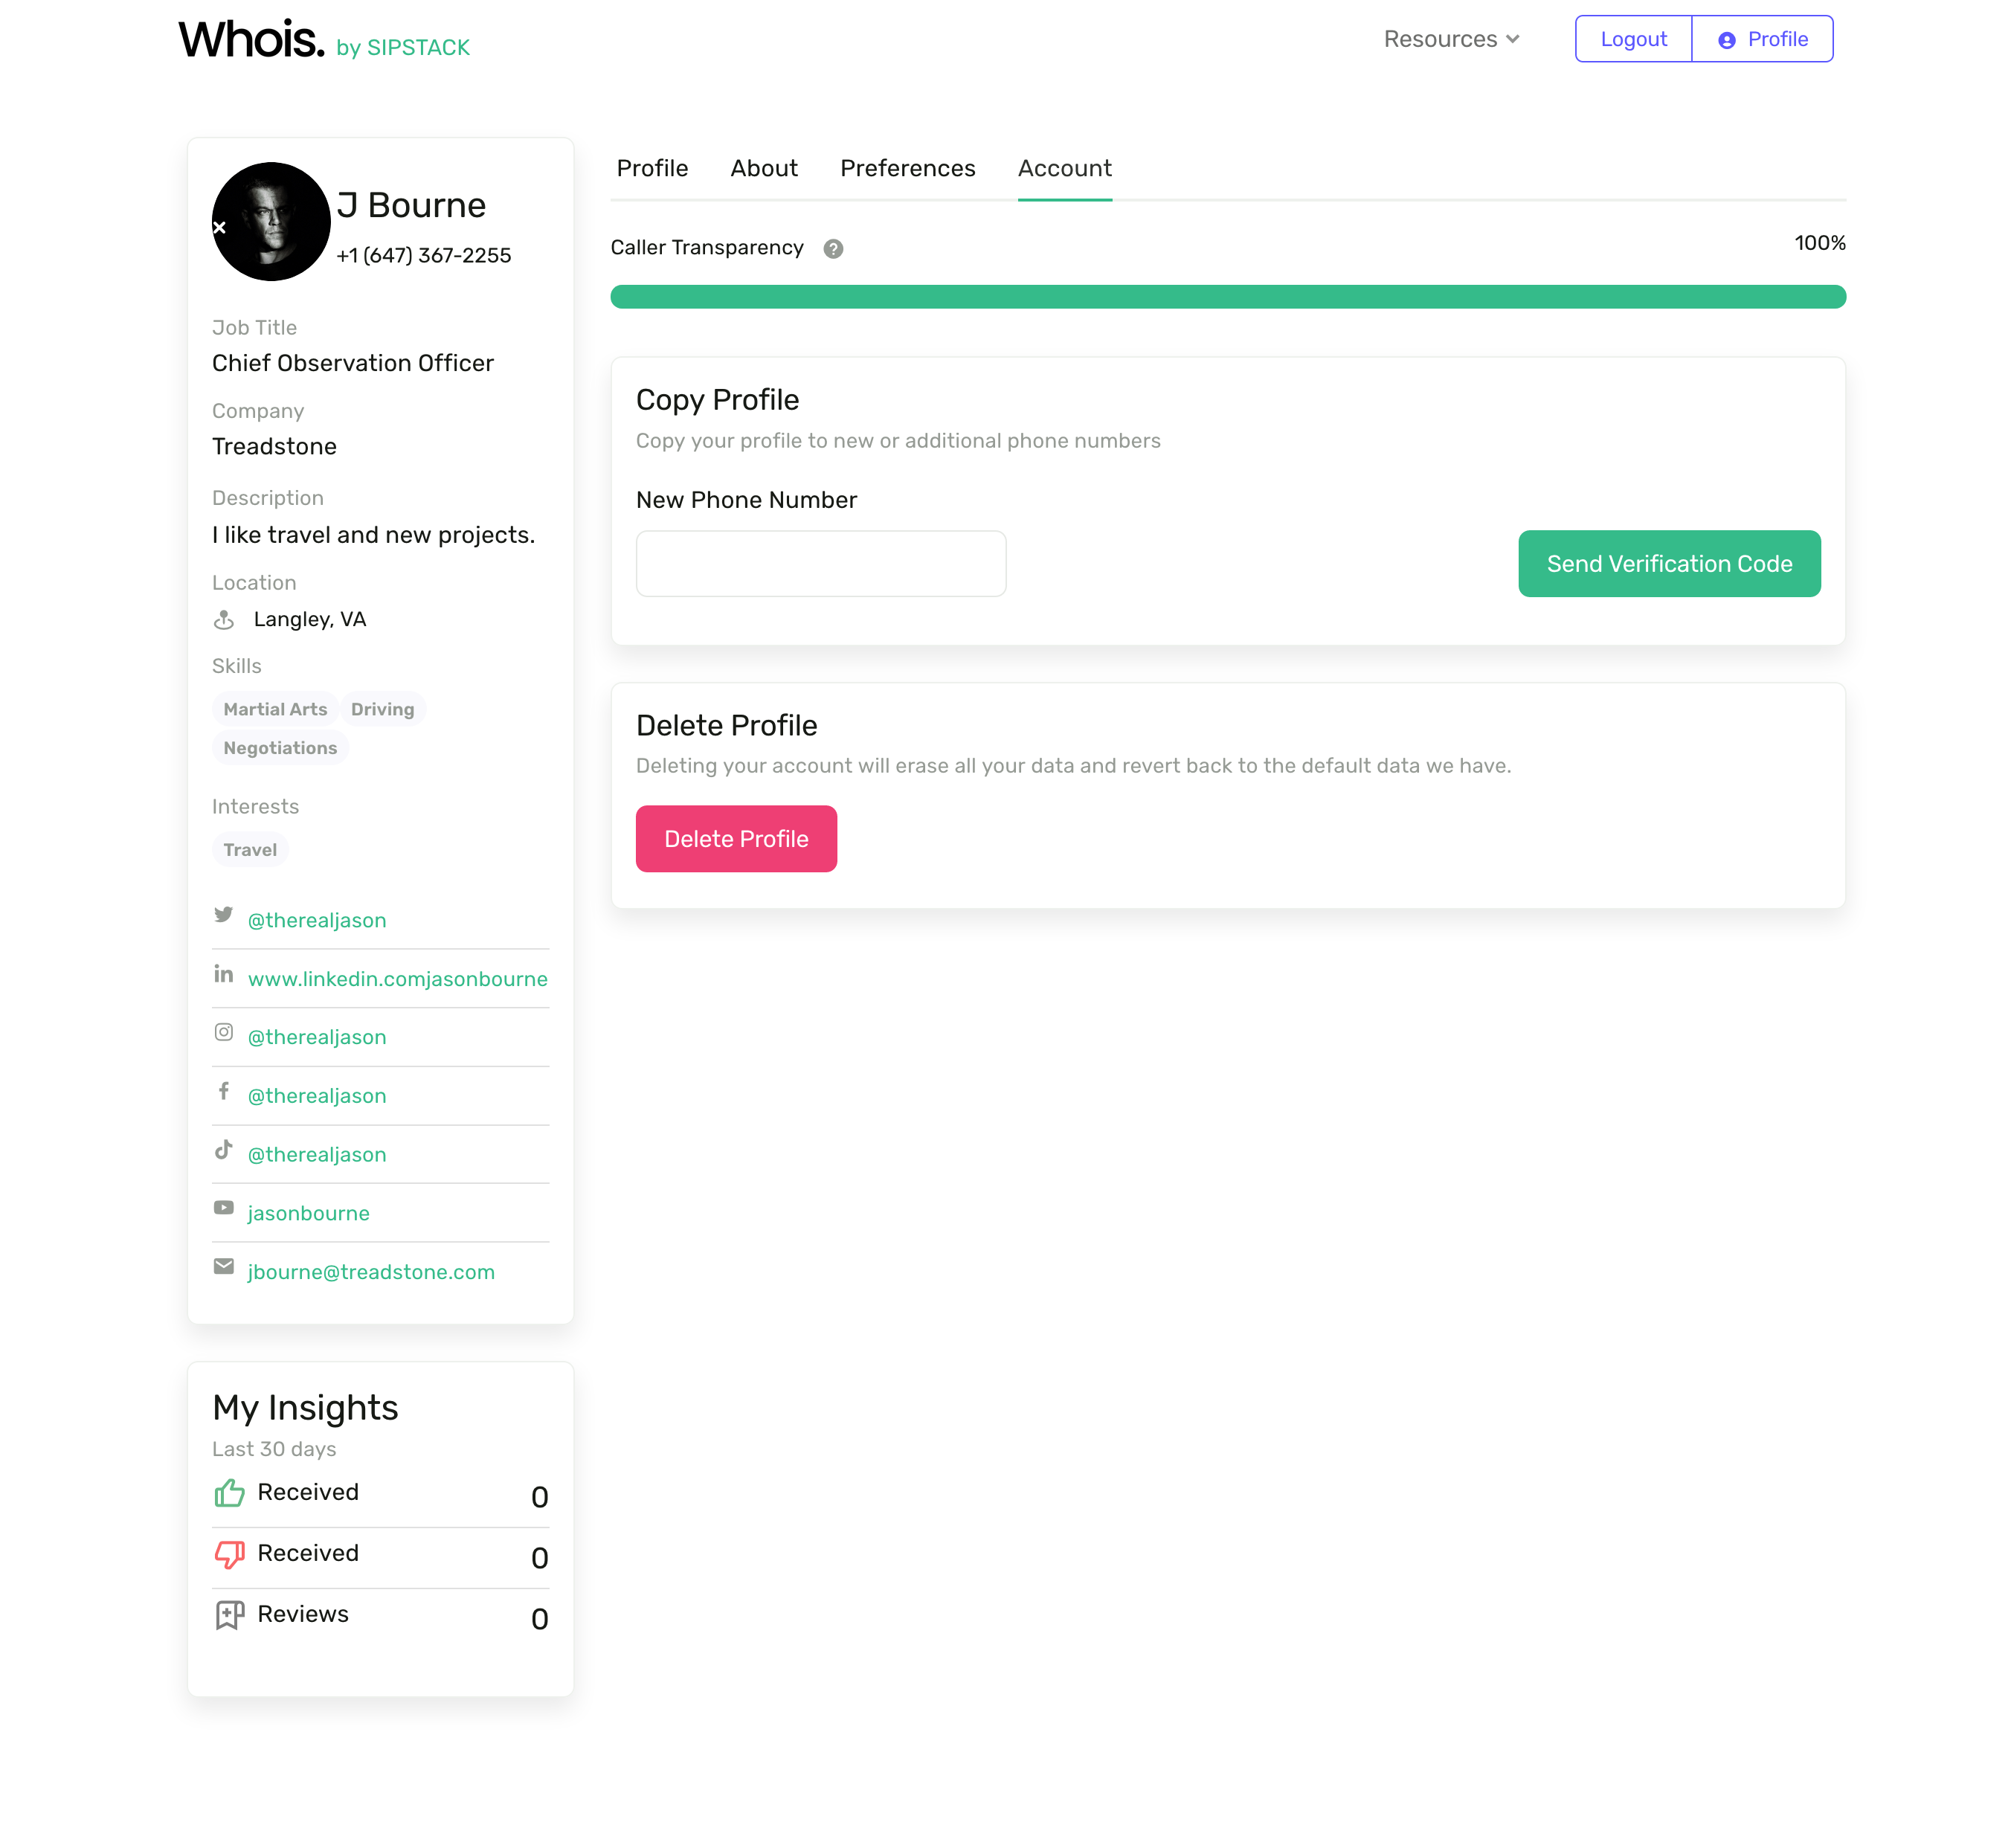 Whois. by SIPSTACK
Resources
Logout
Profile
J Bourne
+1 (647) 367-2255
Job Title
Chief Observation Officer
Company
Treadstone
Description
I like travel and new projects.
Location
Langley, VA
Skills
Martial Arts Driving
Negotiations
Interests
Travel
@therealjason
www.linkedin.comjasonbourne
@therealjason
@therealjason
@therealjason
jasonbourne
jbourne@treadstone.com
My Insights
Last 30 days
Received 0
Received 0
Reviews 0
Profile About Preferences Account
Caller Transparency ? 100%
Copy Profile
Copy your profile to new or additional phone numbers
New Phone Number
Send Verification Code
Delete Profile
Deleting your account will erase all your data and revert back to the default data we have.
Delete Profile